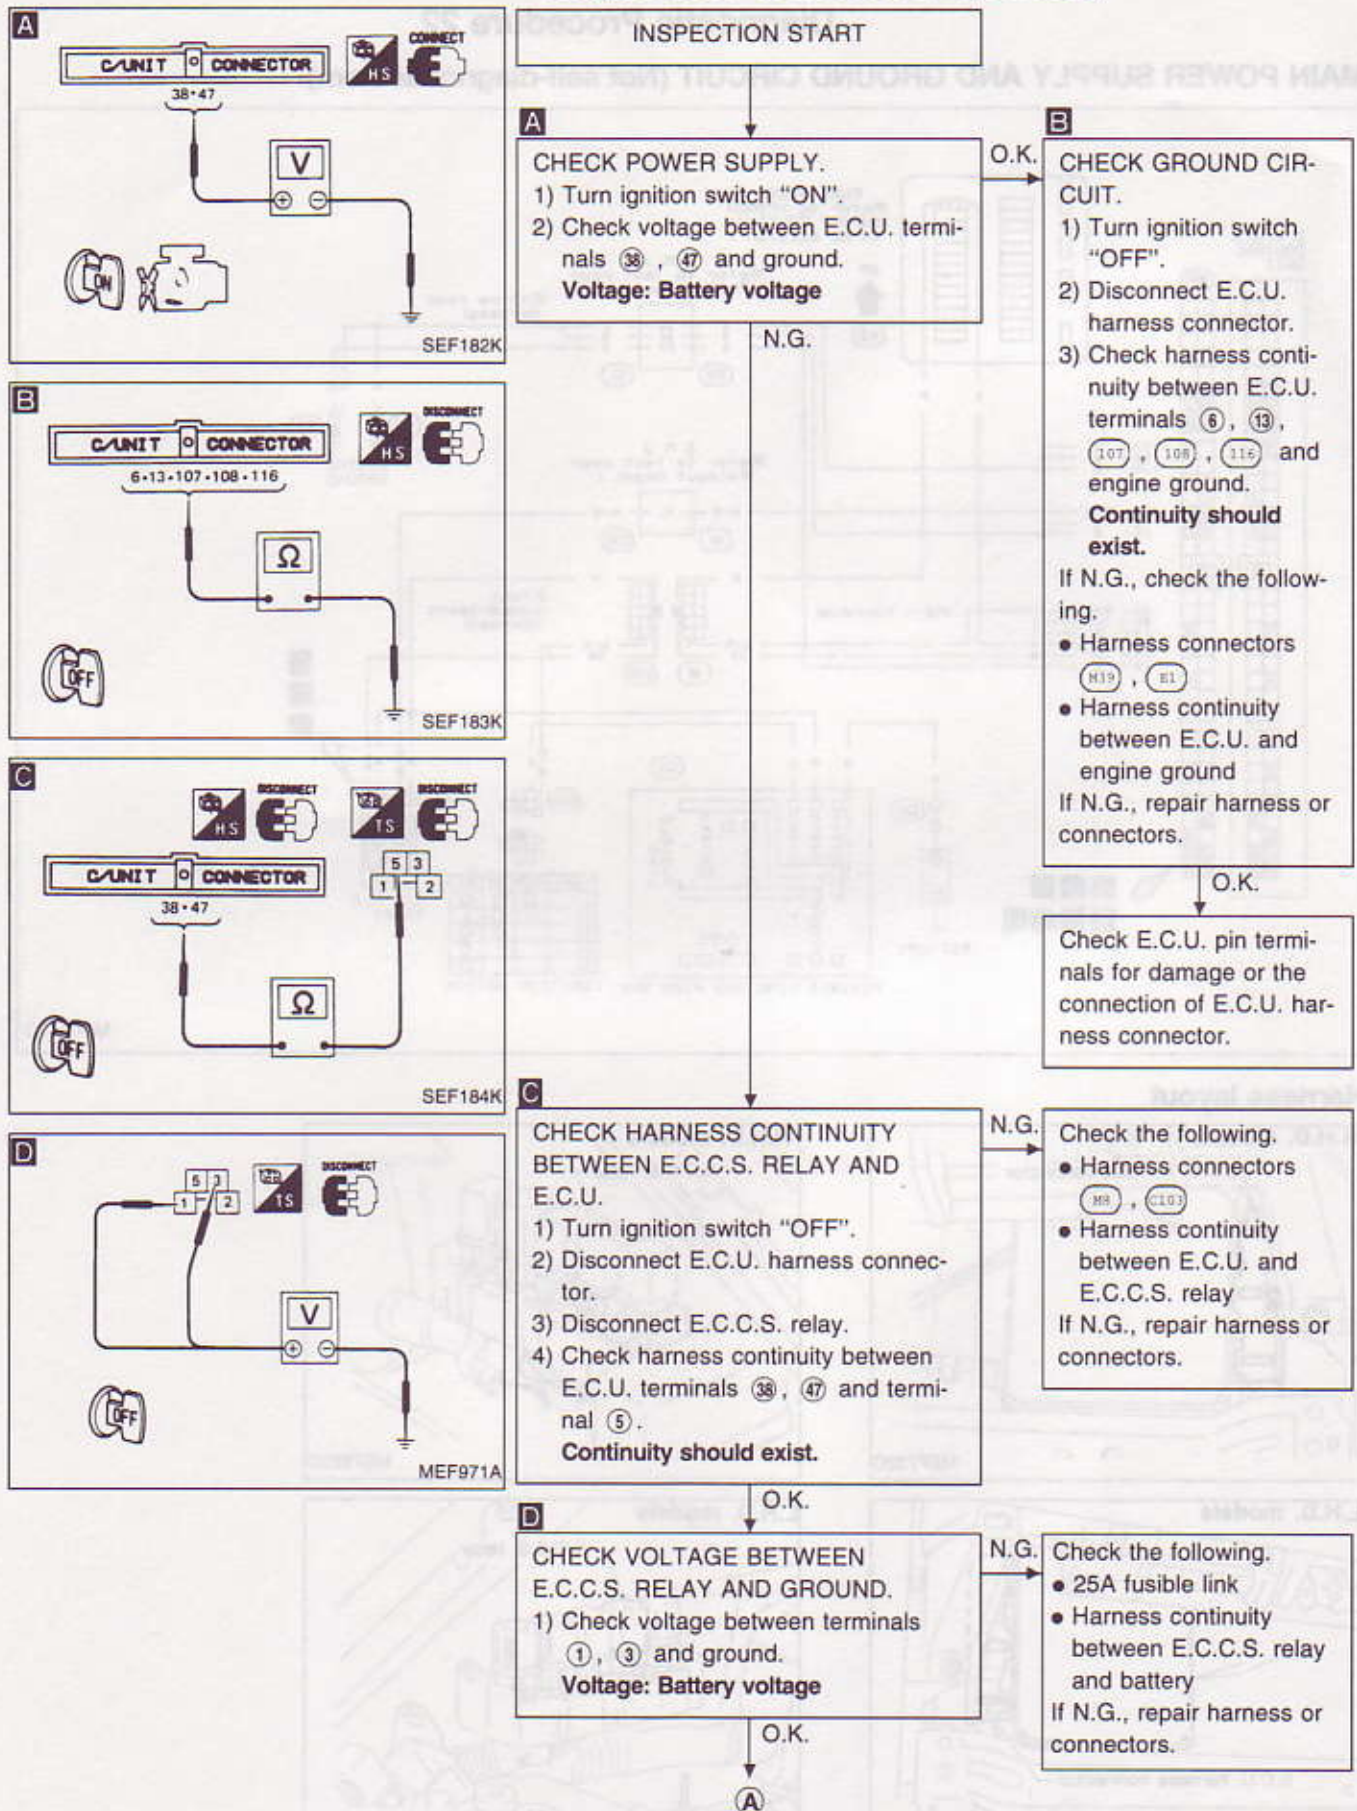 A
C/UNIT CONNECTOR
HS
CONNECT
38・47
V
ON
SEF182K
B
C/UNIT CONNECTOR
HS
DISCONNECT
6・13・107・108・116
Ω
OFF
SEF183K
C
HS
DISCONNECT
TS
DISCONNECT
C/UNIT CONNECTOR
5 3
1 2
38・47
Ω
OFF
SEF184K
D
5 3
1 2
TS
DISCONNECT
V
OFF
MEF971A
INSPECTION START
A
CHECK POWER SUPPLY.
1) Turn ignition switch “ON”.
2) Check voltage between E.C.U. termi-
nals 38 , 47 and ground.
Voltage: Battery voltage
O.K.
N.G.
B
CHECK GROUND CIR-
CUIT.
1) Turn ignition switch
“OFF”.
2) Disconnect E.C.U.
harness connector.
3) Check harness conti-
nuity between E.C.U.
terminals 6 , 13 ,
107 , 108 , 116 and
engine ground.
Continuity should
exist.
If N.G., check the follow-
ing.
● Harness connectors
M39 , E1
● Harness continuity
between E.C.U. and
engine ground
If N.G., repair harness or
connectors.
O.K.
Check E.C.U. pin termi-
nals for damage or the
connection of E.C.U. har-
ness connector.
C
CHECK HARNESS CONTINUITY
BETWEEN E.C.C.S. RELAY AND
E.C.U.
1) Turn ignition switch “OFF”.
2) Disconnect E.C.U. harness connec-
tor.
3) Disconnect E.C.C.S. relay.
4) Check harness continuity between
E.C.U. terminals 38 , 47 and termi-
nal 5 .
Continuity should exist.
N.G.
Check the following.
● Harness connectors
M8 , C103
● Harness continuity
between E.C.U. and
E.C.C.S. relay
If N.G., repair harness or
connectors.
O.K.
D
CHECK VOLTAGE BETWEEN
E.C.C.S. RELAY AND GROUND.
1) Check voltage between terminals
1 , 3 and ground.
Voltage: Battery voltage
N.G.
Check the following.
● 25A fusible link
● Harness continuity
between E.C.C.S. relay
and battery
If N.G., repair harness or
connectors.
O.K.
A